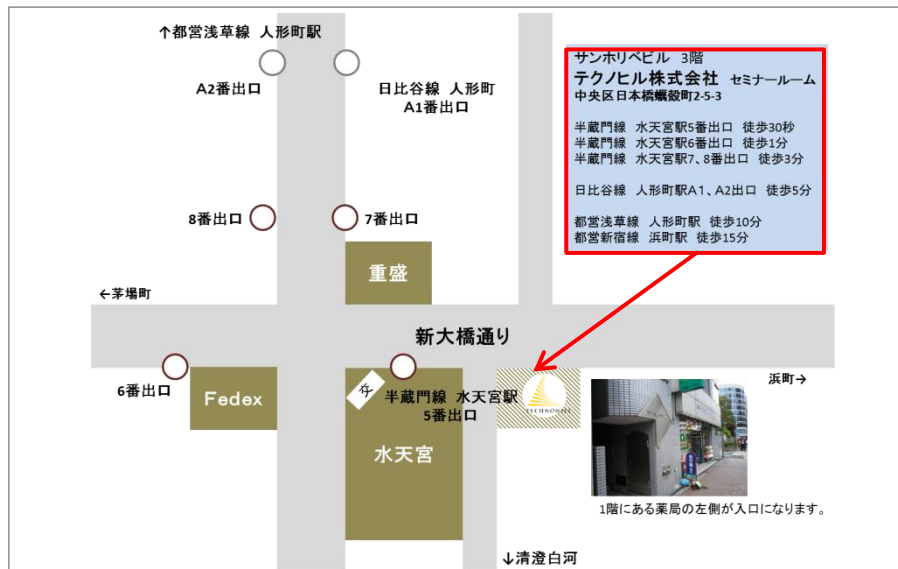 ↑都営浅草線 人形町駅
A2番出口
日比谷線 人形町
A1番出口
サンホリベビル 3階
テクノヒル株式会社 セミナールーム
中央区日本橋蠣殻町2-5-3
半蔵門線 水天宮駅5番出口 徒歩30秒
半蔵門線 水天宮駅6番出口 徒歩1分
半蔵門線 水天宮駅7、8番出口 徒歩3分
日比谷線 人形町駅A1、A2出口 徒歩5分
都営浅草線 人形町駅 徒歩10分
都営新宿線 浜町駅 徒歩15分
8番出口
7番出口
重盛
←茅場町
新大橋通り
6番出口
Fedex
交
半蔵門線 水天宮駅
5番出口
水天宮
TECHNOHILL
浜町→
1階にある薬局の左側が入口になります。
↓清澄白河